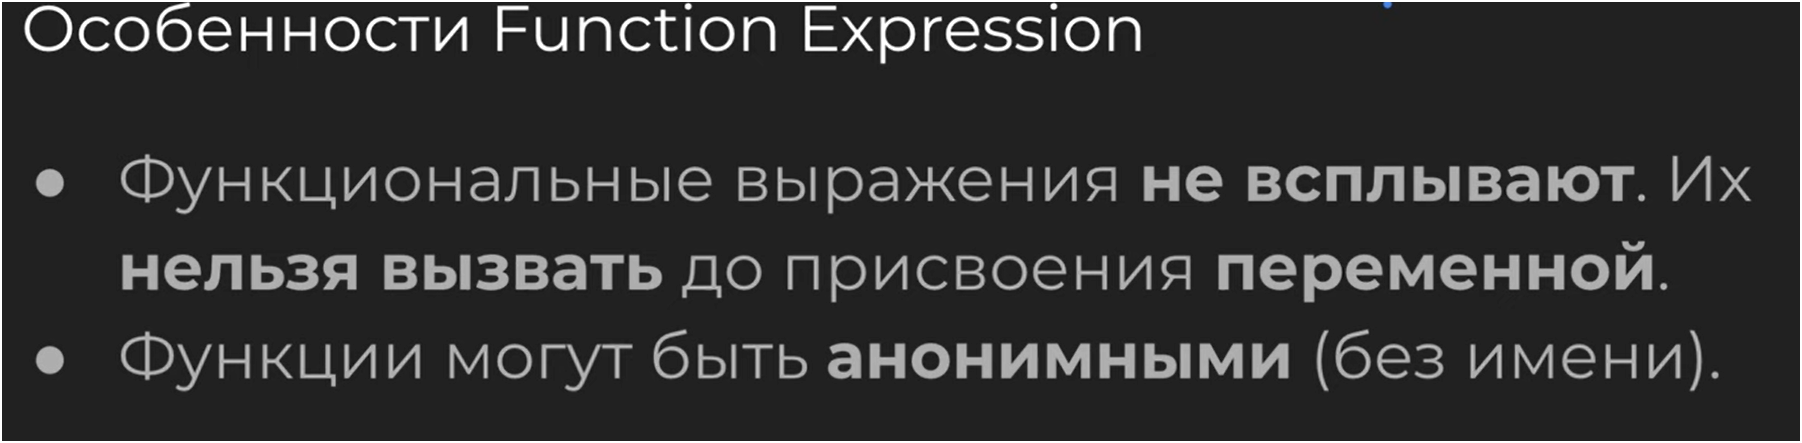 Особенности Function Expression
● Функциональные выражения не всплывают. Их
нельзя вызвать до присвоения переменной.
● Функции могут быть анонимными (без имени).